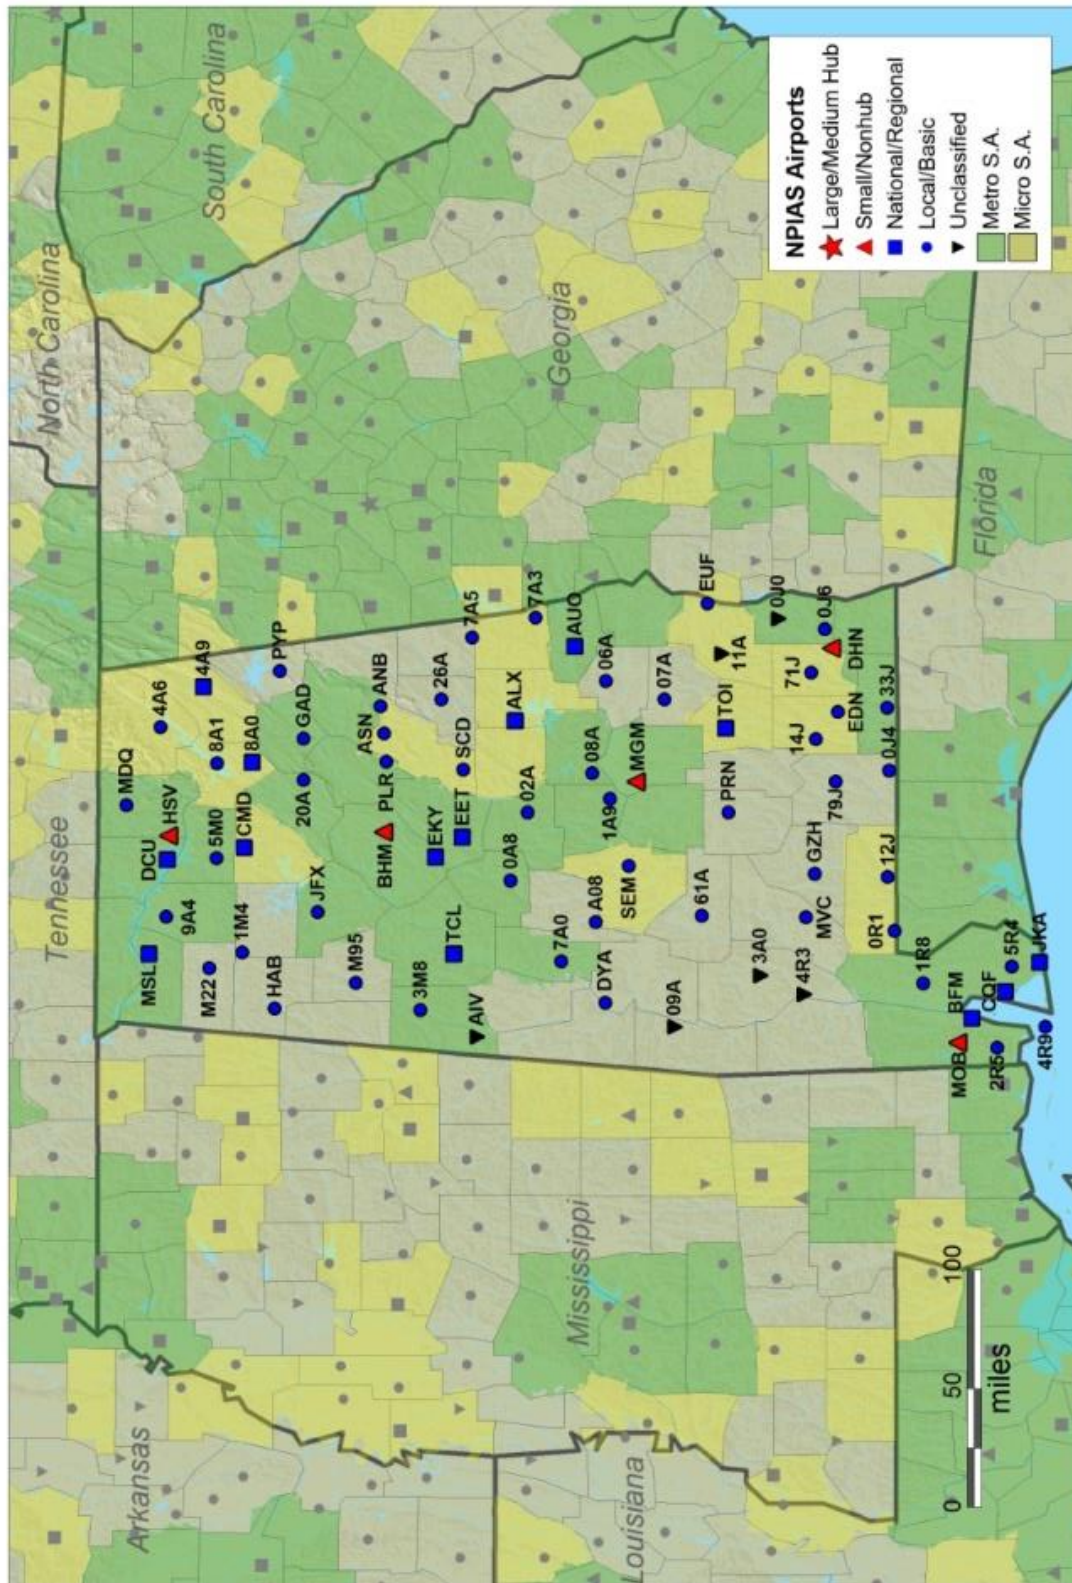 Arkansas
Tennessee
North Carolina
South Carolina
Louisiana
Mississippi
Georgia
Florida
MSL
9A4
DCU
HSV
MDQ
4A6
M22
1M4
5M0
CMD
8A1
8A0
4A9
HAB
JFX
20A
GAD
PYP
M95
BHM
PLR
ASN
ANB
3M8
TCL
EKY
EET
SCD
26A
7A5
AIV
0A8
02A
ALX
7A3
7A0
AUO
DYA
A08
SEM
1A9
08A
MGM
06A
09A
61A
PRN
TOI
07A
11A
EUF
3A0
4R3
MVC
GZH
79J
14J
EDN
71J
DHN
0J6
0J0
0R1
12J
0J4
33J
1R8
MOB
BFM
CQF
5R4
JKA
2R5
4R9
NPIAS Airports
Large/Medium Hub
Small/Nonhub
National/Regional
Local/Basic
Unclassified
Metro S.A.
Micro S.A.
0 50 100
miles